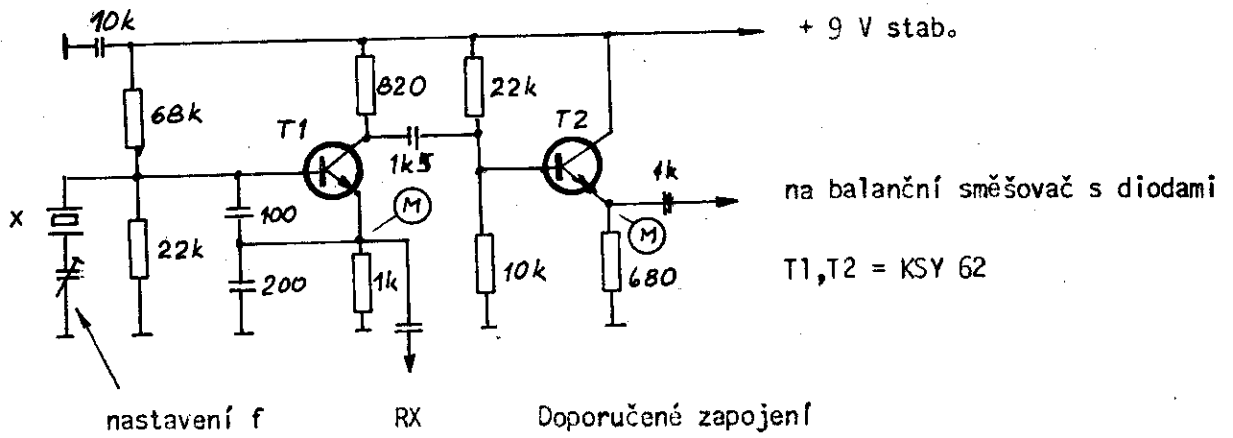 10k
+ 9 V stab.
68k
820
22k
T1
T2
1k5
1k
M
100
na balanční směšovač s diodami
X
22k
M
200
1k
10k
680
T1,T2 = KSY 62
nastavení f
RX
Doporučené zapojení